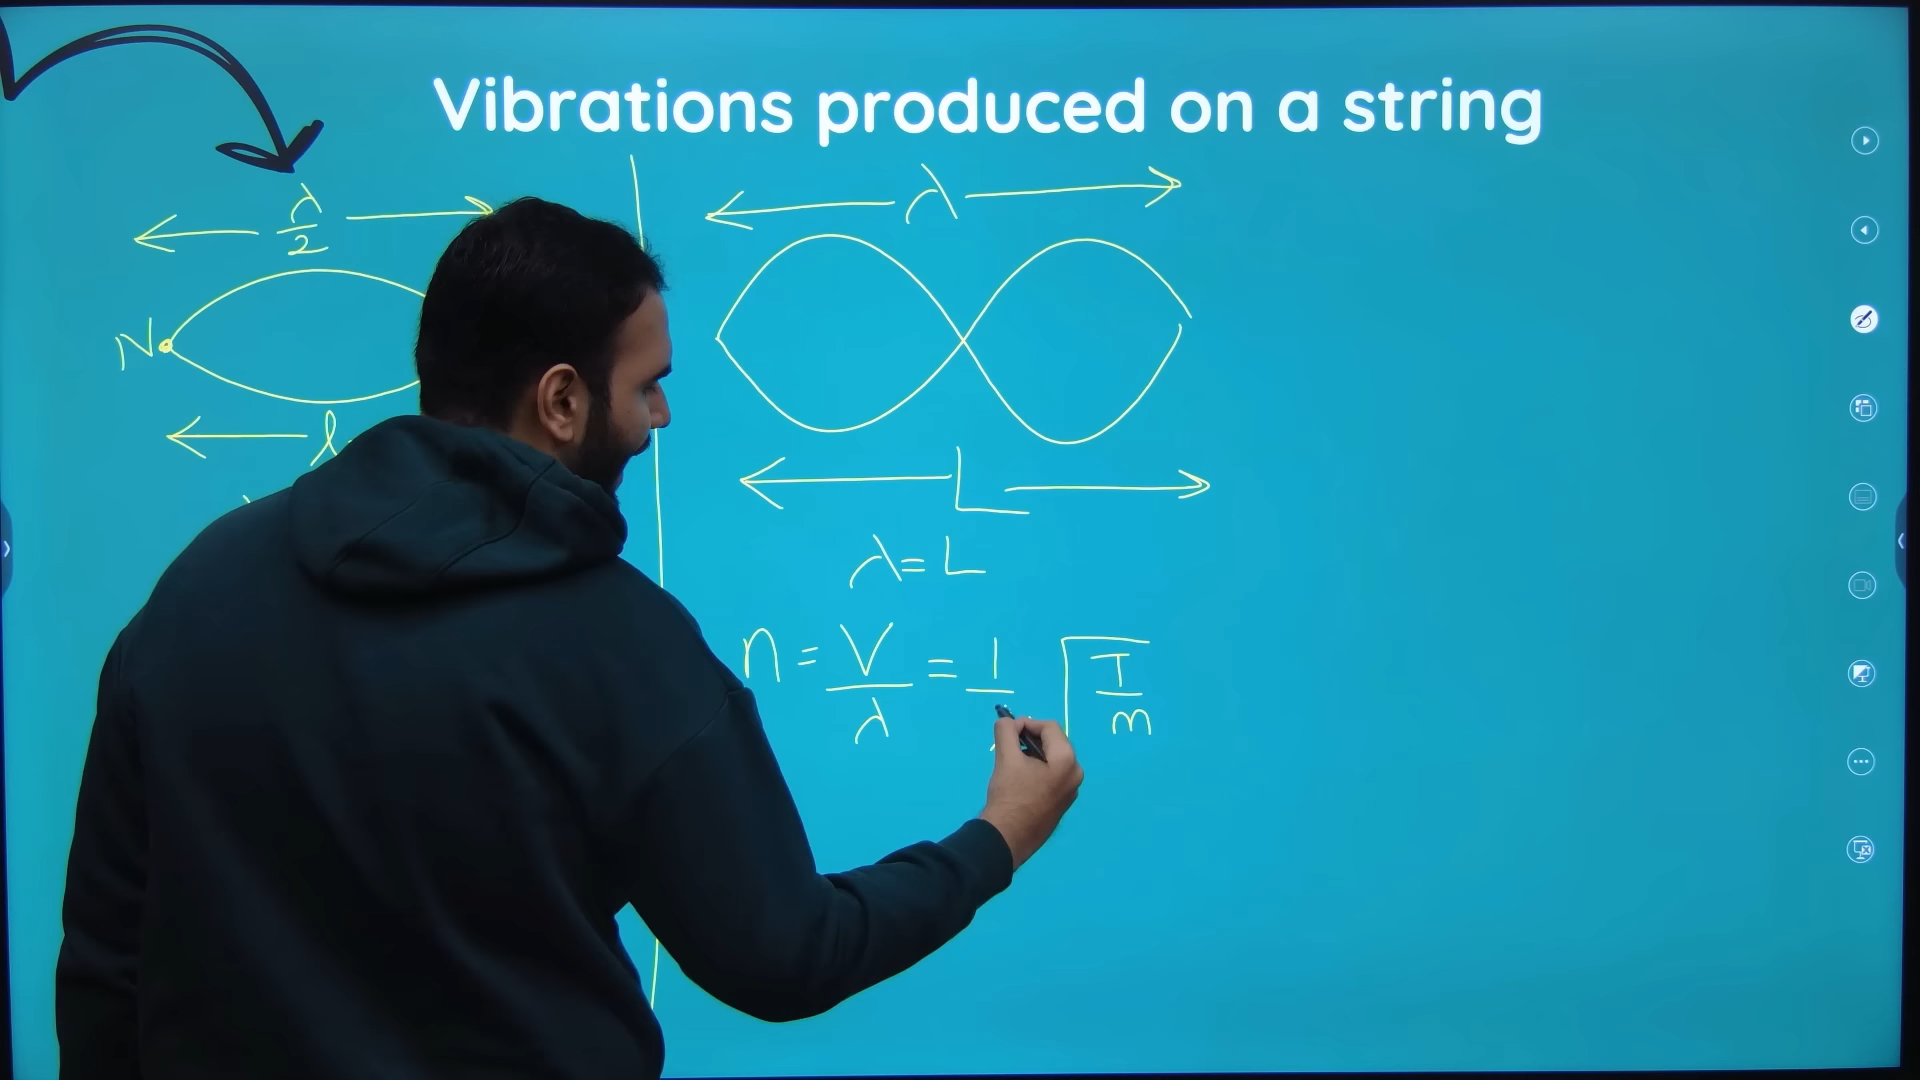 Vibrations produced on a string
λ/2
N
l
λ
L
λ = L
n = V/λ = 1/ √T/m